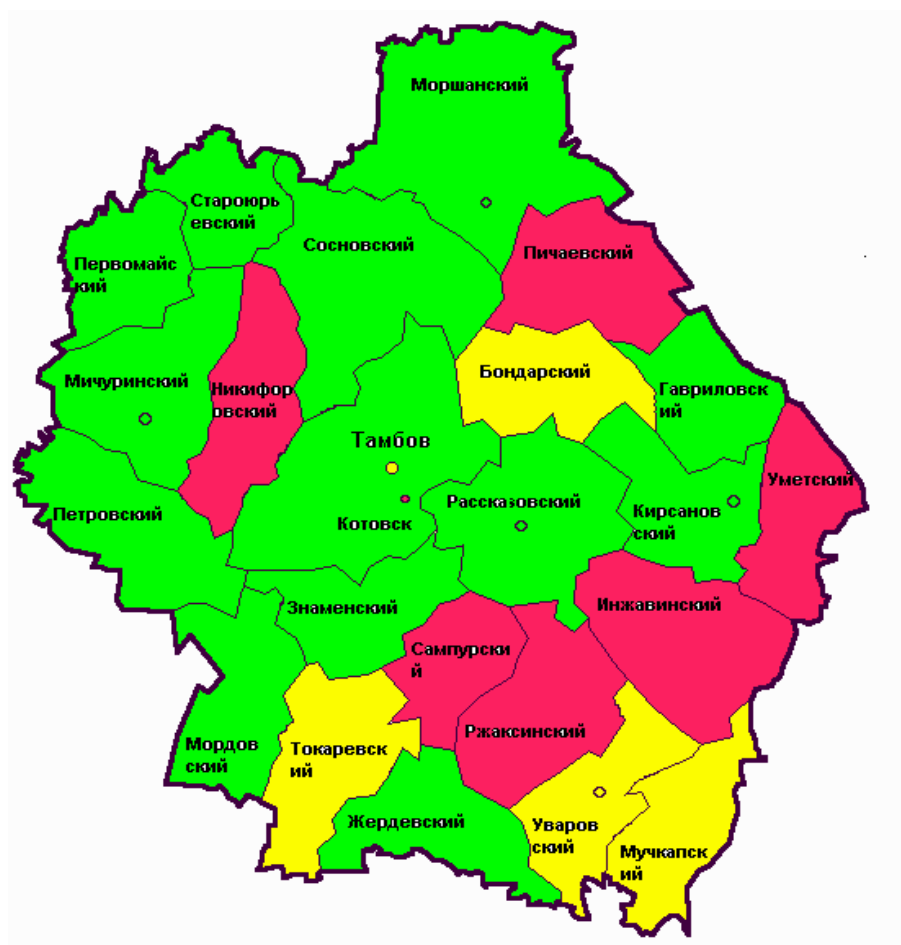 Моршанский
Староюрь
евский
Сосновский
Пичаевский
Первомайс
кий
Мичуринский
Никифор
овский
Бондарский
Гавриловск
ий
Тамбов
Уметский
Петровский
Котовск
Рассказовский
Кирсанов
ский
Знаменский
Инжавинский
Сампурски
й
Ржаксинский
Мордов
ский
Токаревск
ий
Жердевский
Уваров
ский
Мучкапск
ий